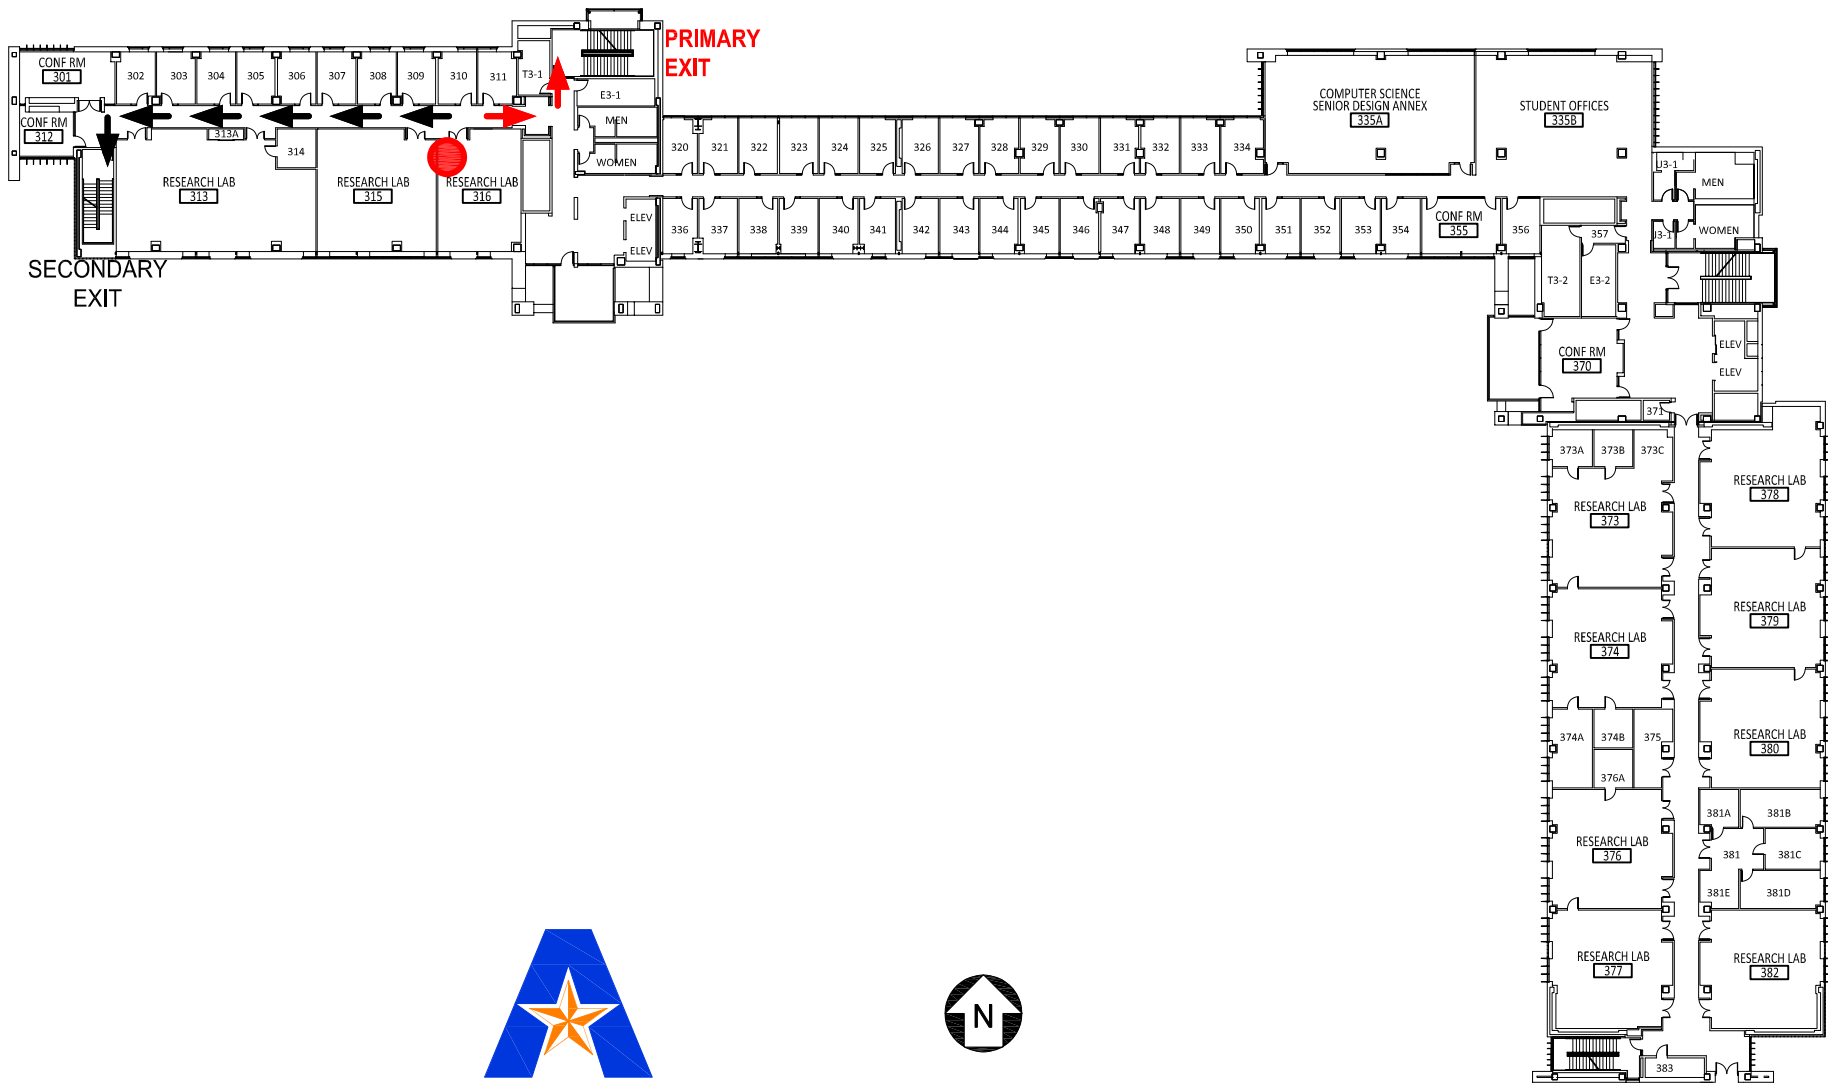 PRIMARY
EXIT
CONF RM
301
302
303
304
305
306
307
308
309
310
311
T3-1
E3-1
MEN
WOMEN
CONF RM
312
313A
314
RESEARCH LAB
313
RESEARCH LAB
315
RESEARCH LAB
316
ELEV
ELEV
SECONDARY
EXIT
320
321
322
323
324
325
326
327
328
329
330
331
332
333
334
COMPUTER SCIENCE
SENIOR DESIGN ANNEX
335A
STUDENT OFFICES
335B
336
337
338
339
340
341
342
343
344
345
346
347
348
349
350
351
352
353
354
CONF RM
355
356
357
U3-1
MEN
J3-1
WOMEN
T3-2
E3-2
CONF RM
370
ELEV
ELEV
371
373A
373B
373C
RESEARCH LAB
373
RESEARCH LAB
378
RESEARCH LAB
374
RESEARCH LAB
379
374A
374B
375
376A
RESEARCH LAB
380
RESEARCH LAB
376
381A
381B
381
381C
381E
381D
RESEARCH LAB
377
RESEARCH LAB
382
383
A
N